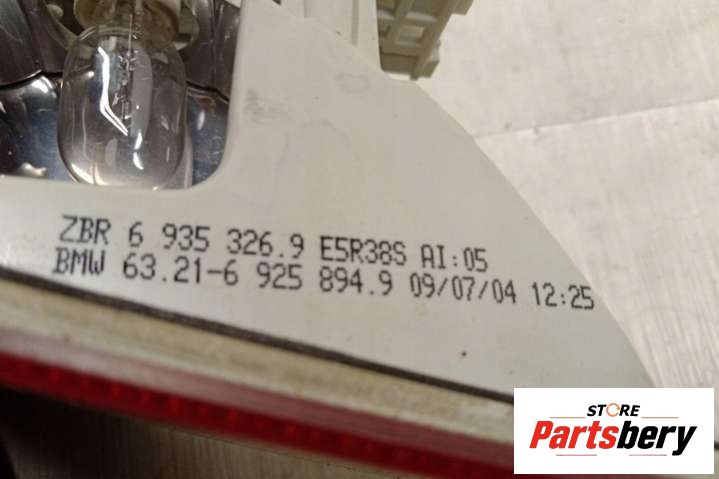 ZBR 6 935 326.9 E5R38S AI:05
BMW 63.21-6 925 894.9 09/07/04 12:25
STORE
Partsbery